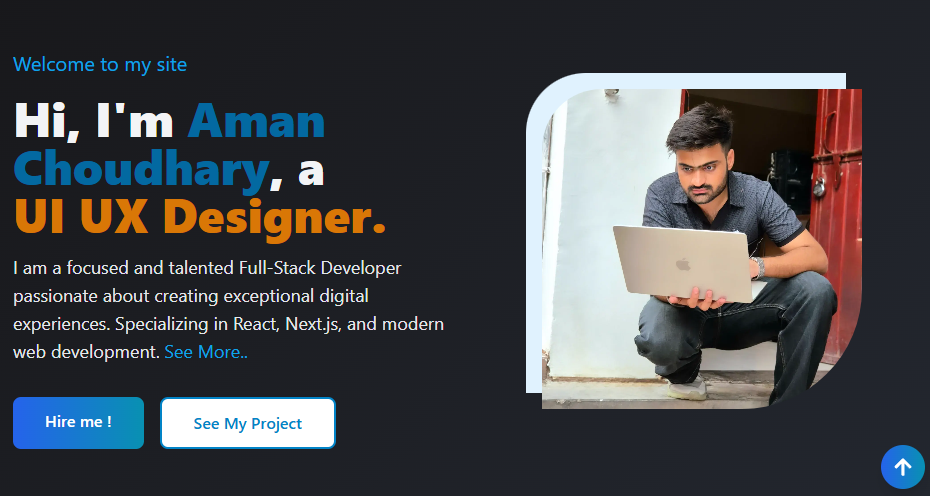 Welcome to my site
Hi, I'm Aman
Choudhary, a
UI UX Designer.
I am a focused and talented Full-Stack Developer
passionate about creating exceptional digital
experiences. Specializing in React, Next.js, and modern
web development. See More..
Hire me !
See My Project